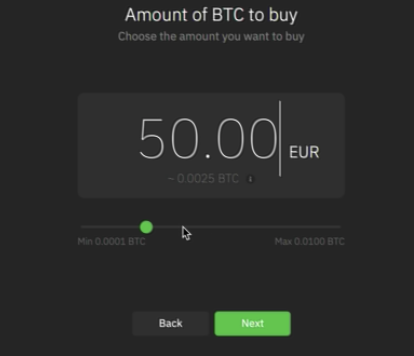 Amount of BTC to buy
Choose the amount you want to buy
50.00 EUR
~ 0.0025 BTC i
Min 0.0001 BTC Max 0.0100 BTC
Back Next